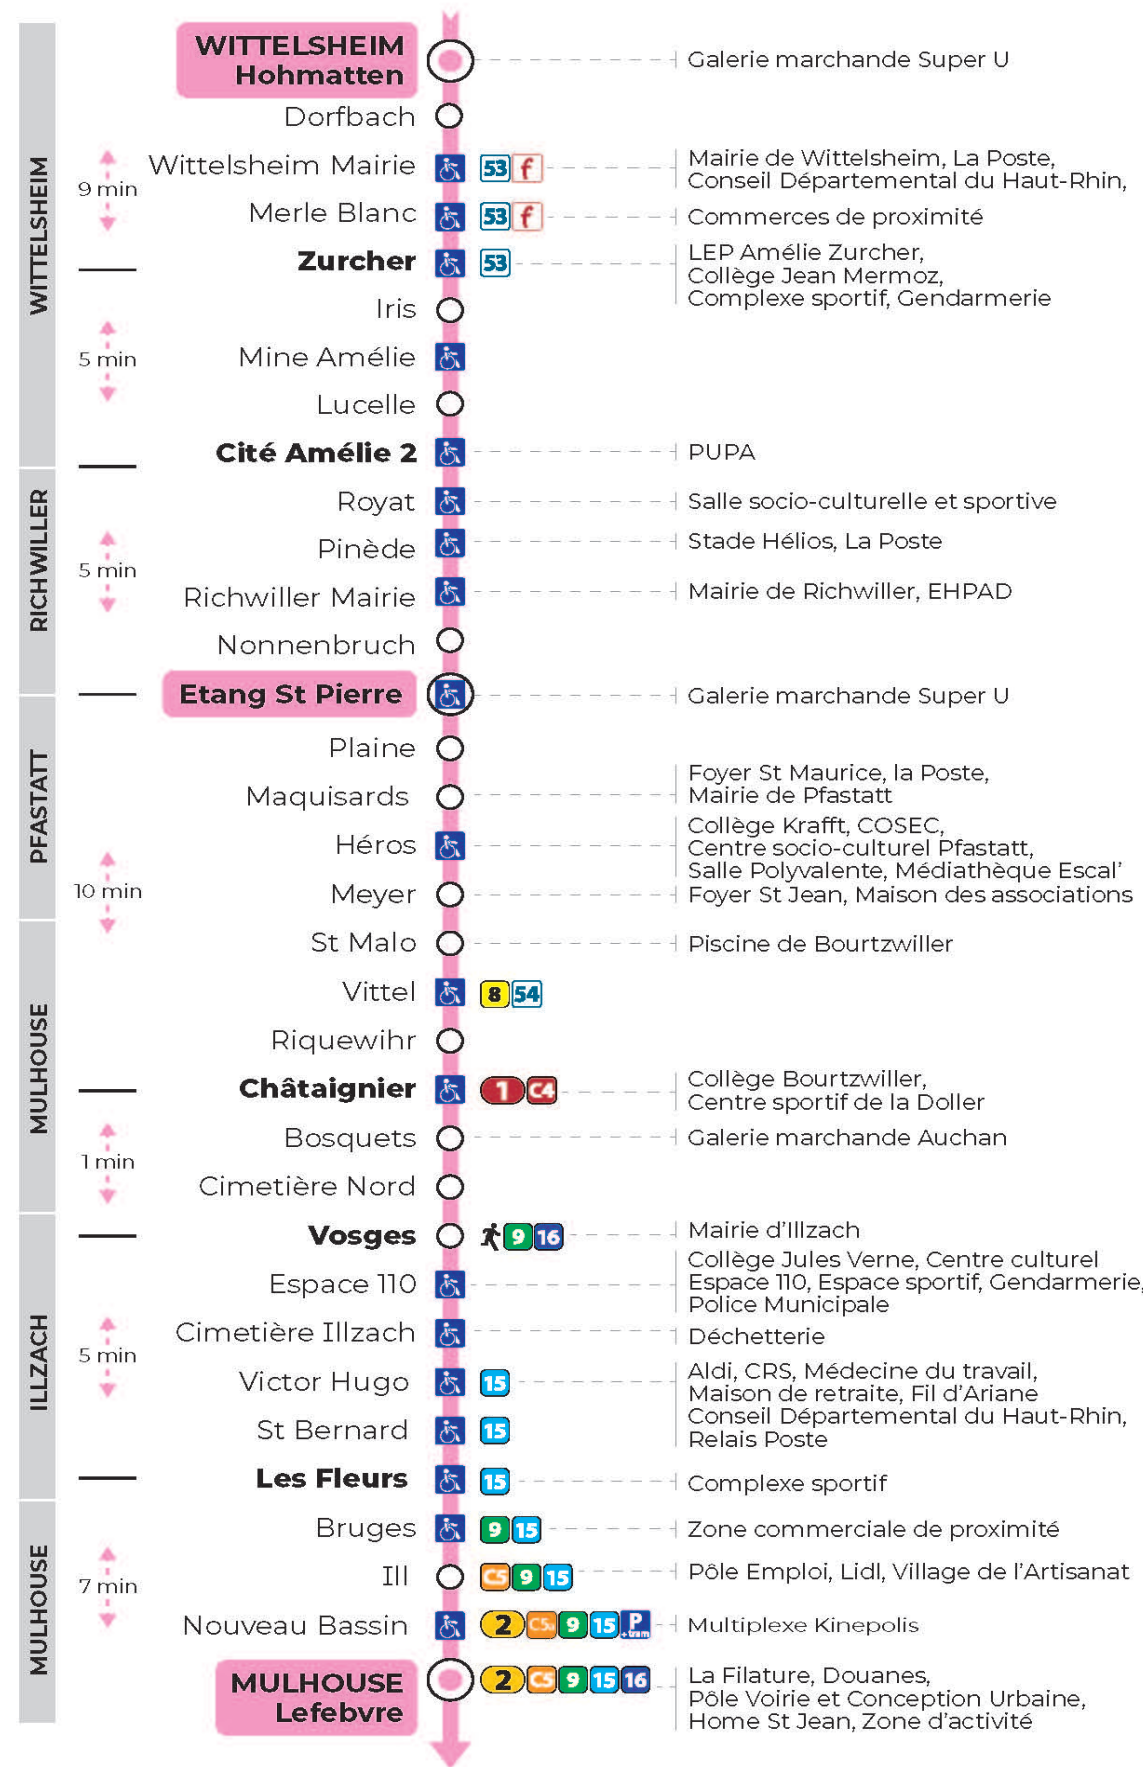 WITTELSHEIM
Hohmatten
Galerie marchande Super U
Dorfbach
WITTELSHEIM
9 min
Wittelsheim Mairie
53 f
Mairie de Wittelsheim, La Poste,
Conseil Départemental du Haut-Rhin,
Merle Blanc
53 f
Commerces de proximité
Zurcher
53
LEP Amélie Zurcher,
Collège Jean Mermoz,
Complexe sportif, Gendarmerie
Iris
5 min
Mine Amélie
Lucelle
Cité Amélie 2
PUPA
RICHWILLER
Royat
Salle socio-culturelle et sportive
Pinède
Stade Hélios, La Poste
5 min
Richwiller Mairie
Mairie de Richwiller, EHPAD
Nonnenbruch
Etang St Pierre
Galerie marchande Super U
PFASTATT
Plaine
Maquisards
Foyer St Maurice, la Poste,
Mairie de Pfastatt
Héros
Collège Krafft, COSEC,
Centre socio-culturel Pfastatt,
Salle Polyvalente, Médiathèque Escal'
10 min
Meyer
Foyer St Jean, Maison des associations
MULHOUSE
St Malo
Piscine de Bourtzwiller
Vittel
8 54
Riquewihr
Châtaignier
1 C4
Collège Bourtzwiller,
Centre sportif de la Doller
Bosquets
Galerie marchande Auchan
1 min
Cimetière Nord
ILLZACH
Vosges
9 16
Mairie d'Illzach
Espace 110
Collège Jules Verne, Centre culturel
Espace 110, Espace sportif, Gendarmerie,
Police Municipale
Cimetière Illzach
Déchetterie
5 min
Victor Hugo
15
Aldi, CRS, Médecine du travail,
Maison de retraite, Fil d'Ariane
St Bernard
15
Conseil Départemental du Haut-Rhin,
Relais Poste
Les Fleurs
15
Complexe sportif
MULHOUSE
Bruges
9 15
Zone commerciale de proximité
7 min
Ill
C5 9 15
Pôle Emploi, Lidl, Village de l'Artisanat
Nouveau Bassin
2 C5a 9 15 P
+tram
Multiplexe Kinepolis
MULHOUSE
Lefebvre
2 C5 9 15 16
La Filature, Douanes,
Pôle Voirie et Conception Urbaine,
Home St Jean, Zone d'activité